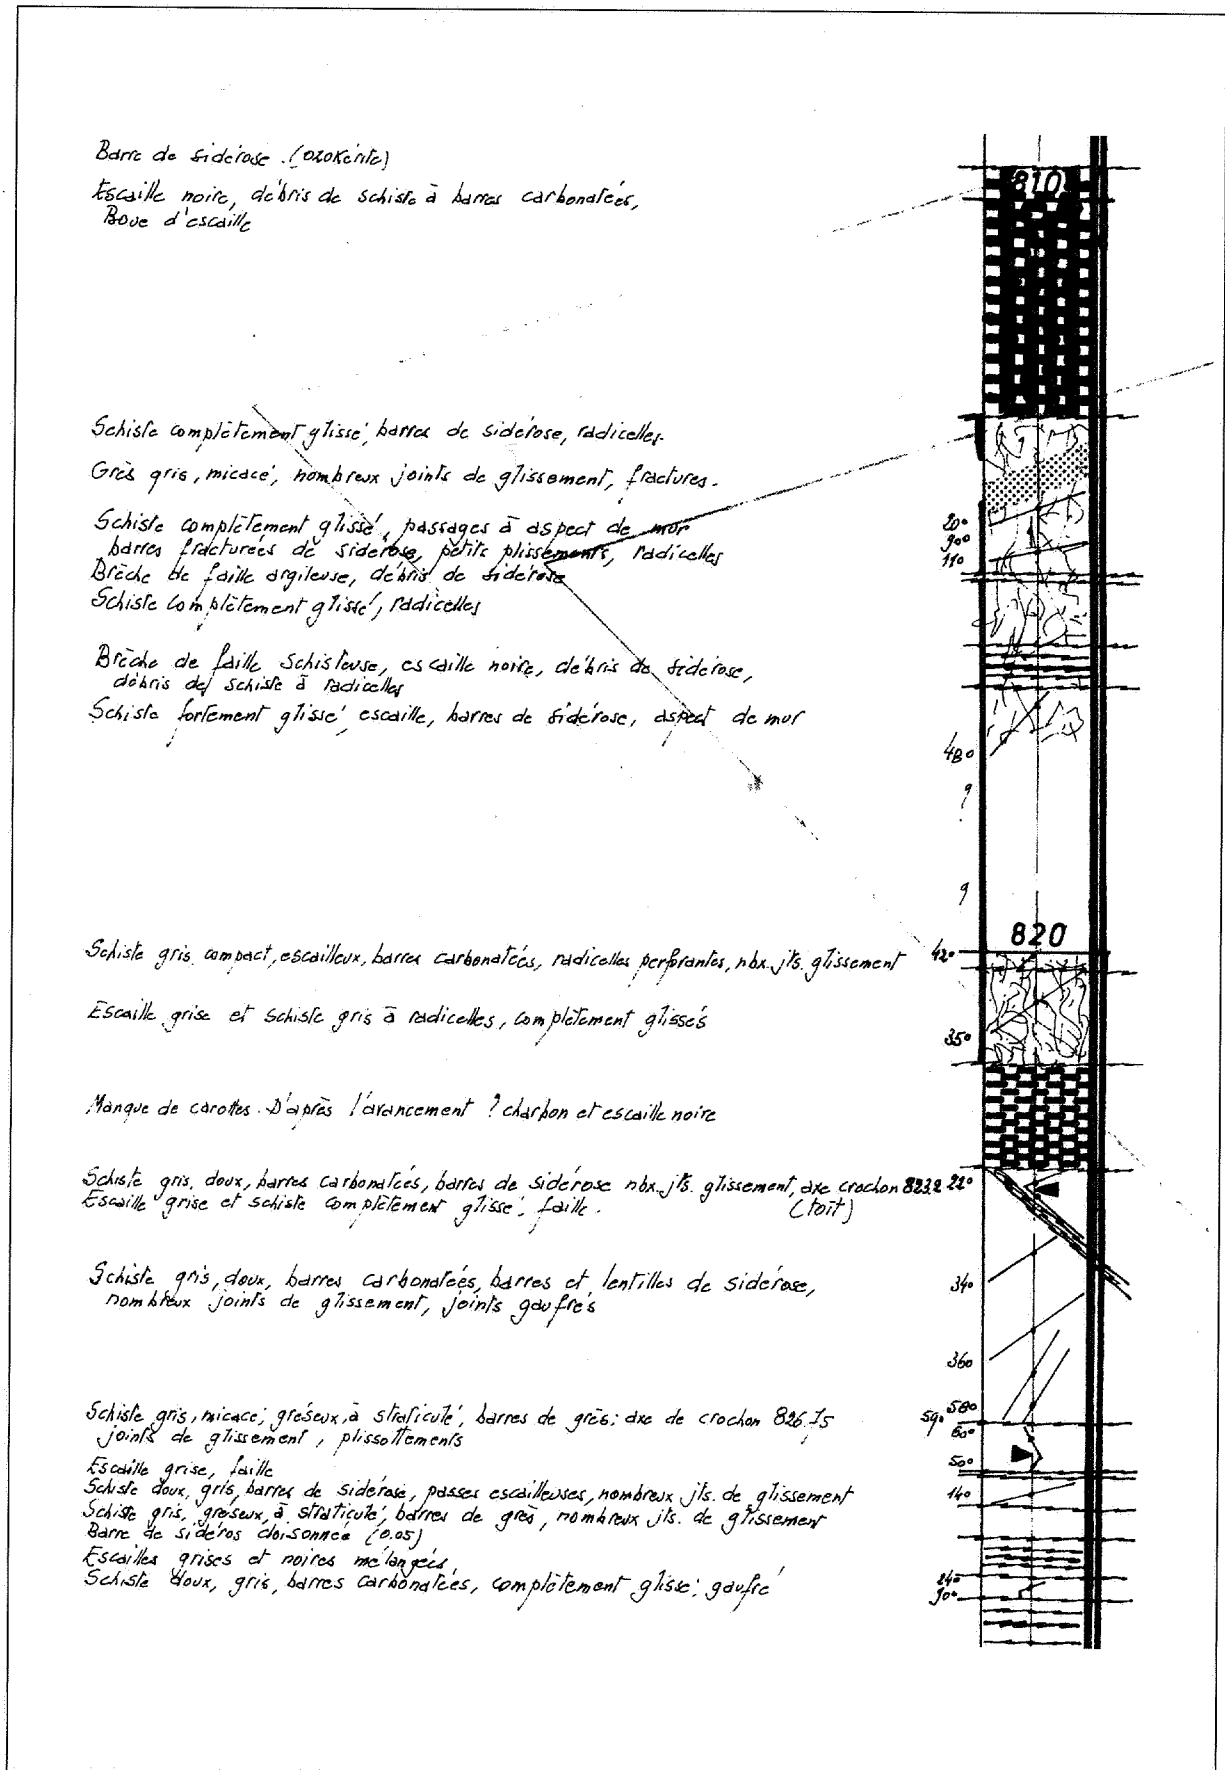 Barre de sidérose. (ozokérite)
810
Escaille noire, débris de schiste à barres carbonatées,
Boue d'escaille
Schiste complètement glissé, barres de sidérose, radicelles.
Grès gris, micacé, nombreux joints de glissement, fractures.
Schiste complètement glissé, passages à aspect de mur
20°
90°
barres fracturées de sidérose, petits plissements, radicelles
110
Brèche de faille argileuse, débris de sidérose
Schiste complètement glissé, radicelles
Brèche de faille schisteuse, escaille noire, débris de sidérose,
débris de schiste à radicelles
Schiste fortement glissé, escaille, barres de sidérose, aspect de mur
48°
?
?
820
Schiste gris, compact, escailleux, barres carbonatées, radicelles perforantes, nbx. jts. glissement
42°
Escaille grise et schiste gris à radicelles, complètement glissés
35°
Manque de carottes. D'après l'avancement ? charbon et escaille noire
Schiste gris, doux, barres carbonatées, barres de sidérose nbx. jts. glissement, axe crochon 823.2 22°
Escaille grise et schiste complètement glissé, faille. (toit)
Schiste gris, doux, barres carbonatées, barres et lentilles de sidérose,
34°
nombreux joints de glissement, joints gaufrés
36°
Schiste gris, micacé, gréseux, à straticulé, barres de grès; axe de crochon 826.75
59° 58°
60°
joints de glissement, plissottements
Escaille grise, faille
50°
Schiste doux, gris, barres de sidérose, passes escailleuses, nombreux jts. de glissement
14°
Schiste gris, gréseux, à straticulé, barres de grès, nombreux jts. de glissement
Barre de sidéros cloisonnée (0.05)
Escailles grises et noires mélangées
Schiste doux, gris, barres carbonatées, complètement glissé; gaufré
24°
90°